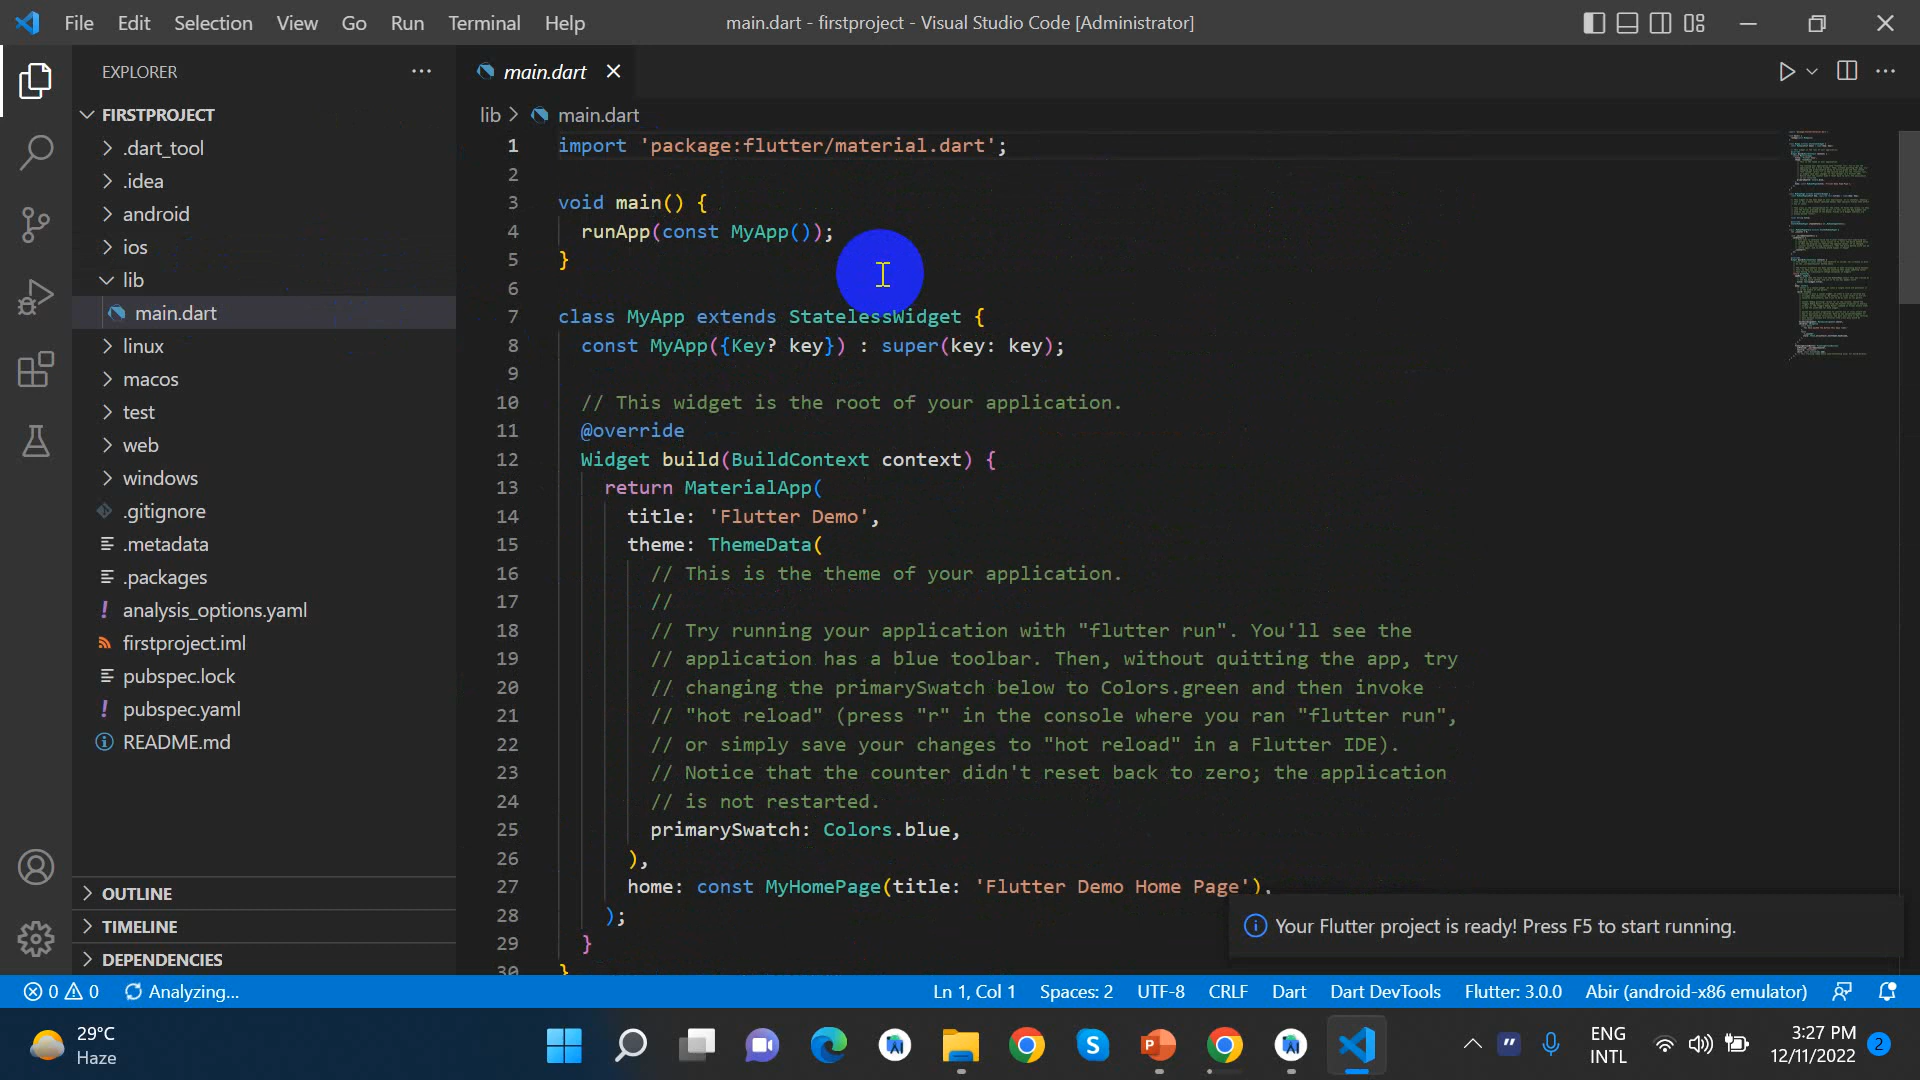 File Edit Selection View Go Run Terminal Help
main.dart - firstproject - Visual Studio Code [Administrator]
EXPLORER
FIRSTPROJECT
.dart_tool
.idea
android
ios
lib
main.dart
linux
macos
test
web
windows
.gitignore
.metadata
.packages
analysis_options.yaml
firstproject.iml
pubspec.lock
pubspec.yaml
README.md
OUTLINE
TIMELINE
DEPENDENCIES
main.dart
lib > main.dart
1 import 'package:flutter/material.dart';
2
3 void main() {
4 runApp(const MyApp());
5 }
6
7 class MyApp extends StatelessWidget {
8 const MyApp({Key? key}) : super(key: key);
9
10 // This widget is the root of your application.
11 @override
12 Widget build(BuildContext context) {
13 return MaterialApp(
14 title: 'Flutter Demo',
15 theme: ThemeData(
16 // This is the theme of your application.
17 //
18 // Try running your application with "flutter run". You'll see the
19 // application has a blue toolbar. Then, without quitting the app, try
20 // changing the primarySwatch below to Colors.green and then invoke
21 // "hot reload" (press "r" in the console where you ran "flutter run",
22 // or simply save your changes to "hot reload" in a Flutter IDE).
23 // Notice that the counter didn't reset back to zero; the application
24 // is not restarted.
25 primarySwatch: Colors.blue,
26 ),
27 home: const MyHomePage(title: 'Flutter Demo Home Page'),
28 );
29 }
30 }
Your Flutter project is ready! Press F5 to start running.
0 0 Analyzing...
Ln 1, Col 1 Spaces: 2 UTF-8 CRLF Dart Dart DevTools Flutter: 3.0.0 Abir (android-x86 emulator)
29°C
Haze
ENG
INTL
3:27 PM
12/11/2022
2